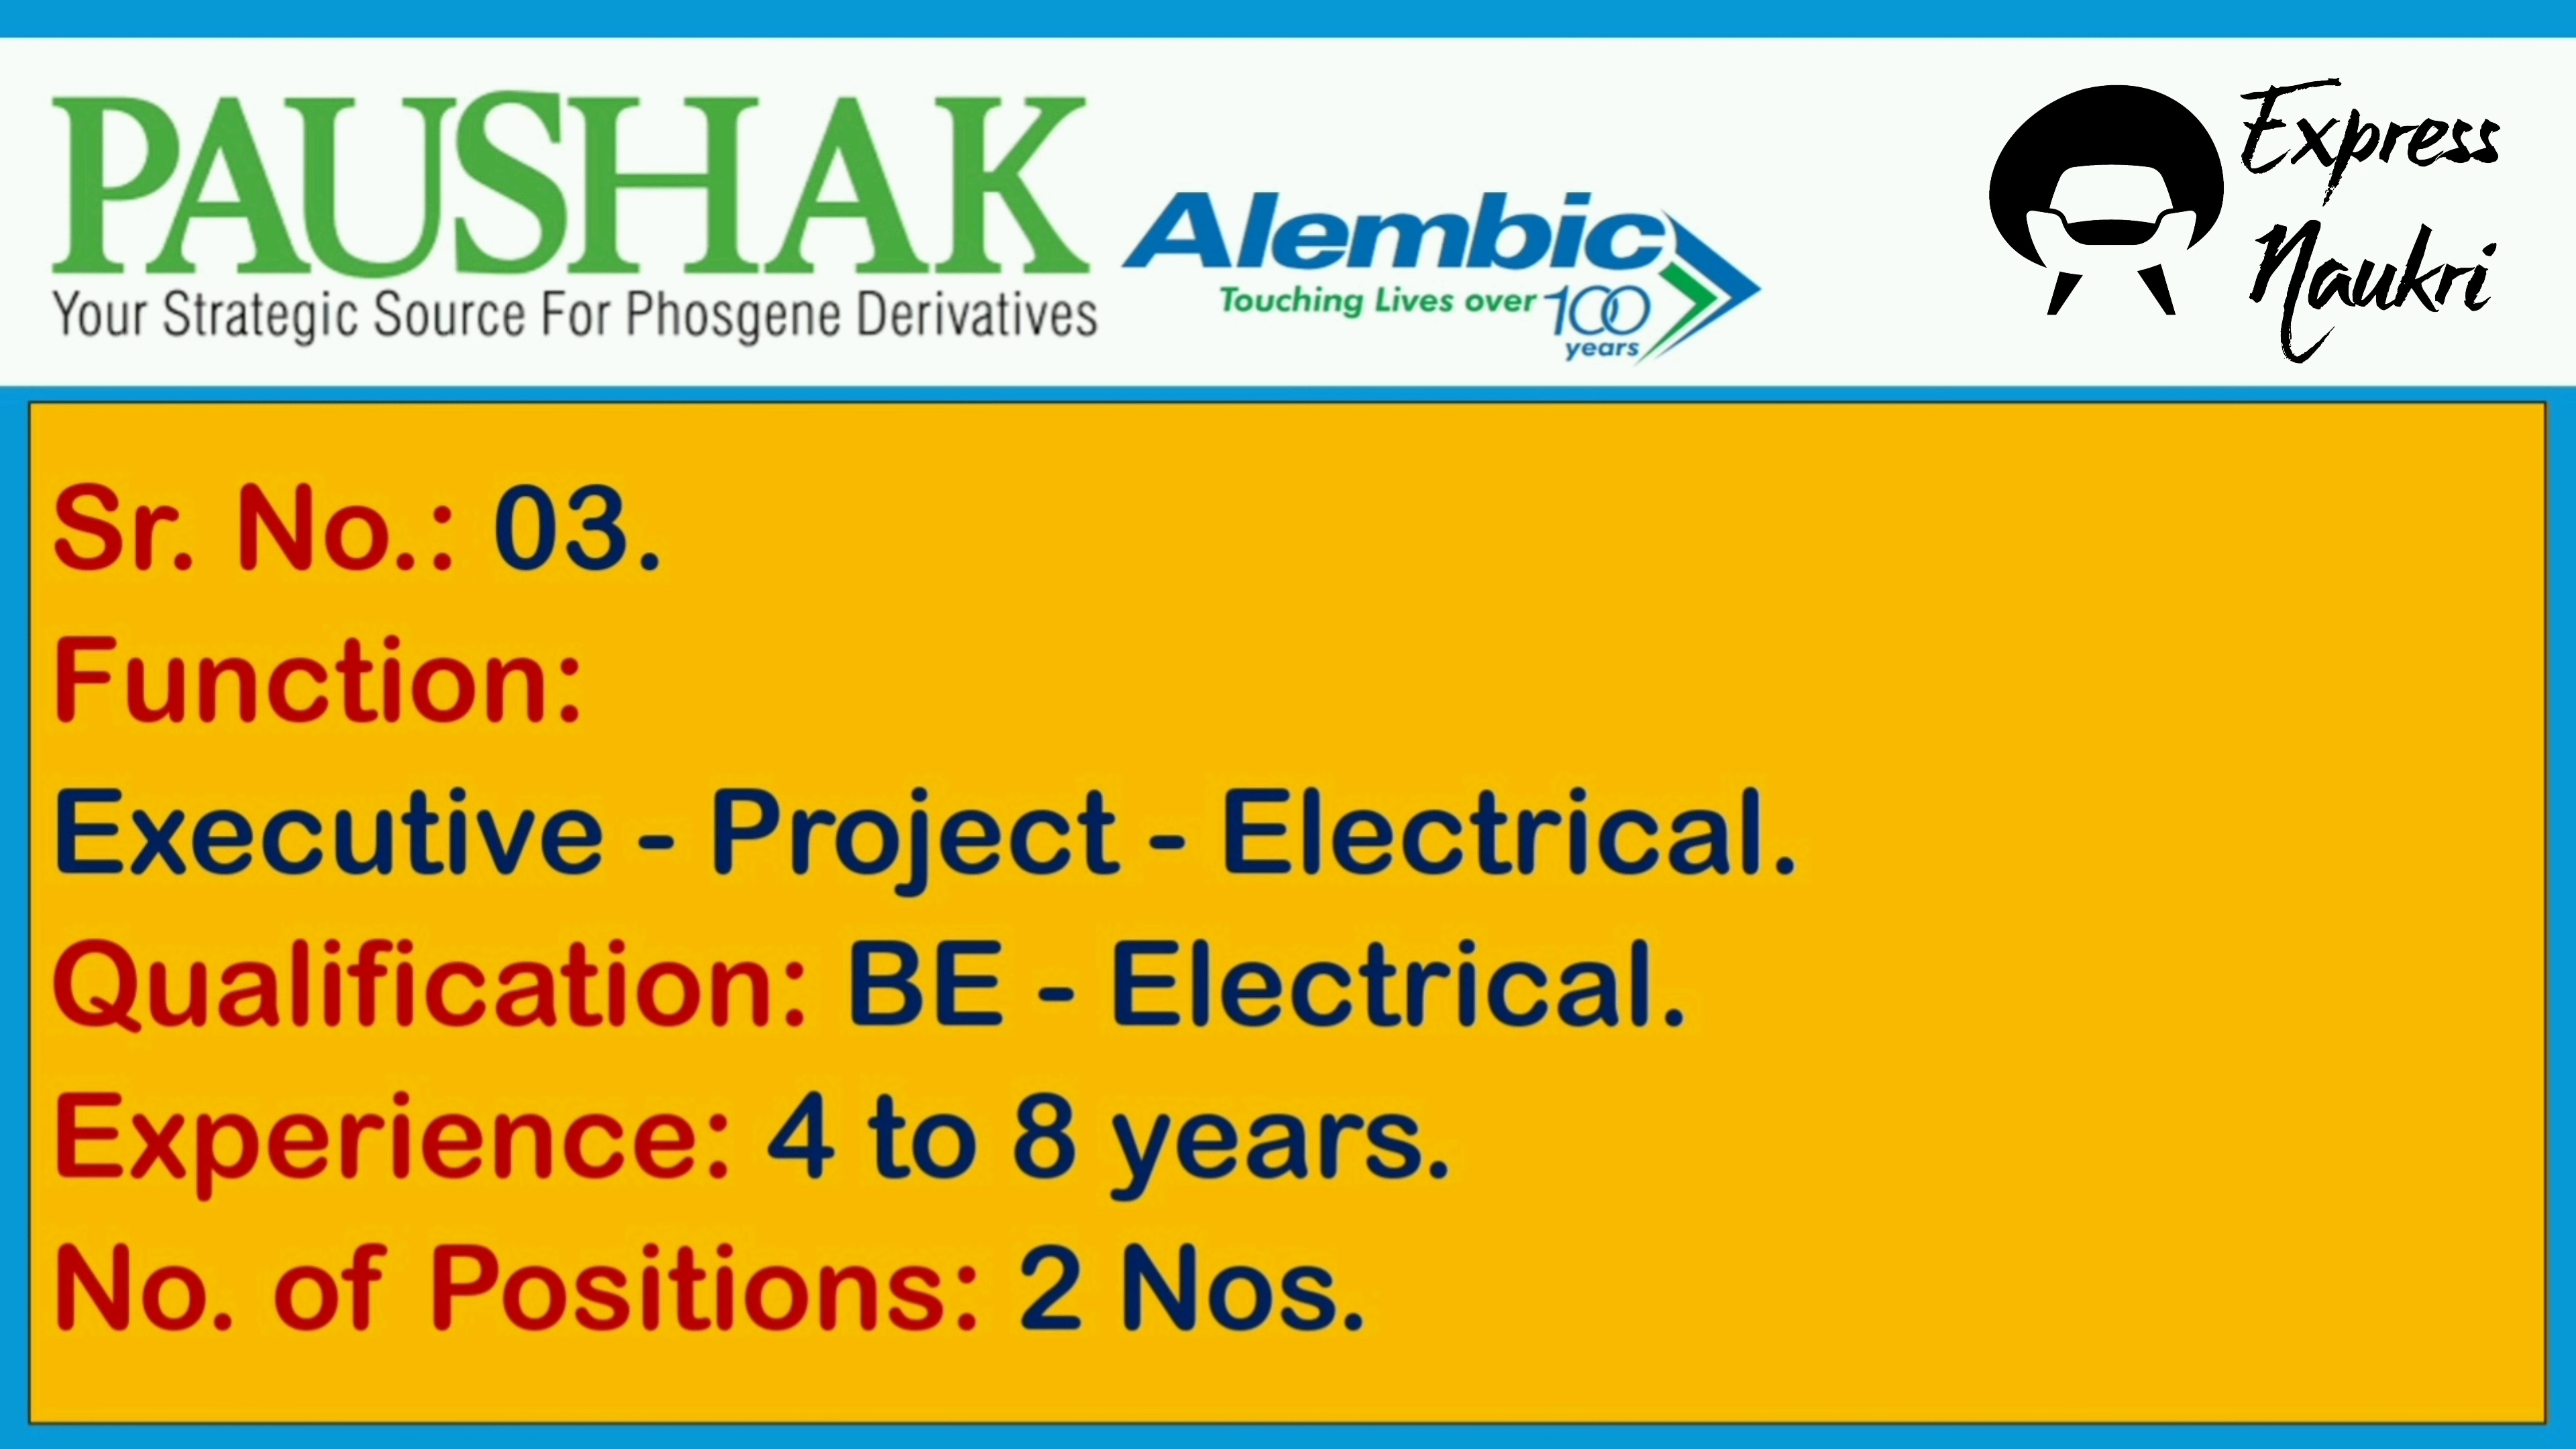 PAUSHAK
Your Strategic Source For Phosgene Derivatives
Alembic
Touching Lives over 100
years
Express
Naukri
Sr. No.: 03.
Function:
Executive - Project - Electrical.
Qualification: BE - Electrical.
Experience: 4 to 8 years.
No. of Positions: 2 Nos.